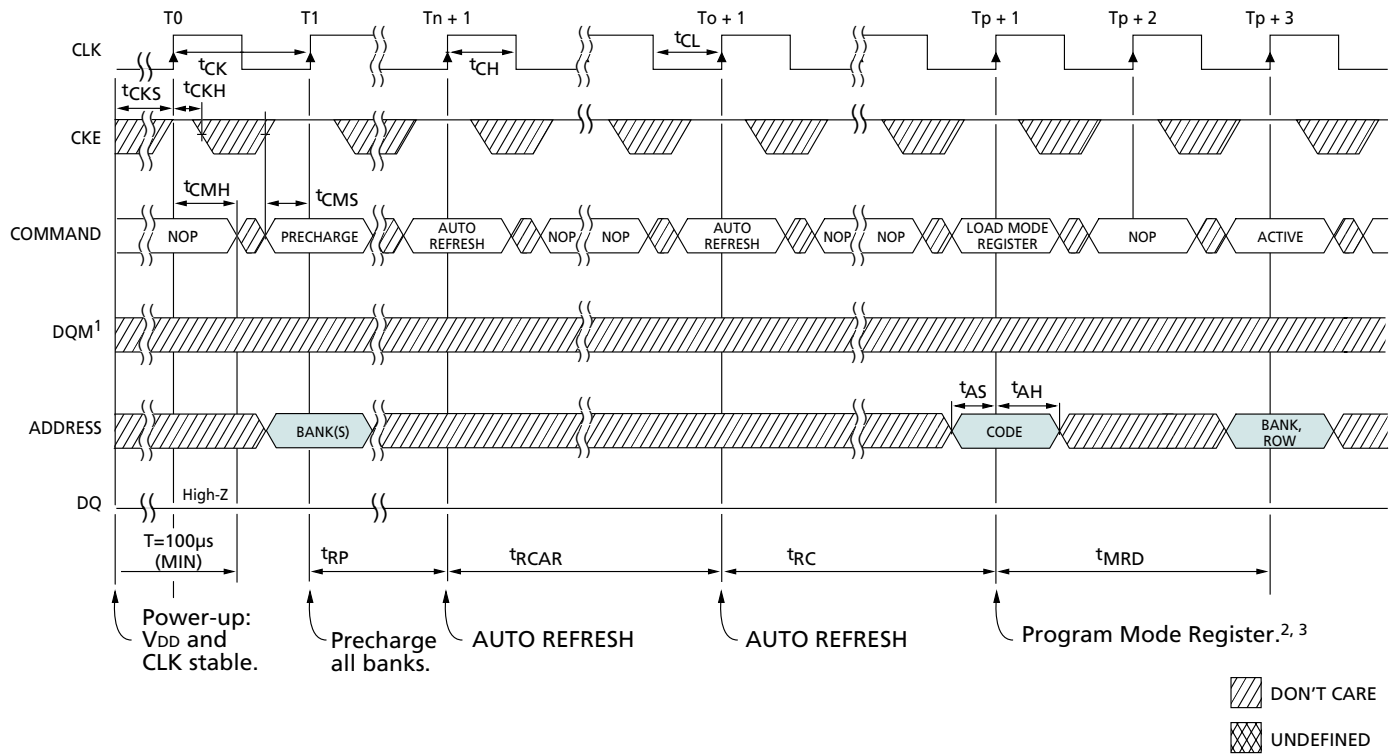 T0 T1 Tn + 1 To + 1 Tp + 1 Tp + 2 Tp + 3
CLK
tCK tCH tCL
tCKS tCKH
CKE
tCMH tCMS
COMMAND NOP PRECHARGE AUTO REFRESH NOP NOP AUTO REFRESH NOP NOP LOAD MODE REGISTER NOP ACTIVE
DQM1
tAS tAH
ADDRESS BANK(S) CODE BANK, ROW
DQ High-Z
T=100µs
(MIN)
tRP tRCAR tRC tMRD
Power-up:
VDD and
CLK stable.
Precharge
all banks.
AUTO REFRESH
AUTO REFRESH
Program Mode Register.2, 3
DON'T CARE
UNDEFINED